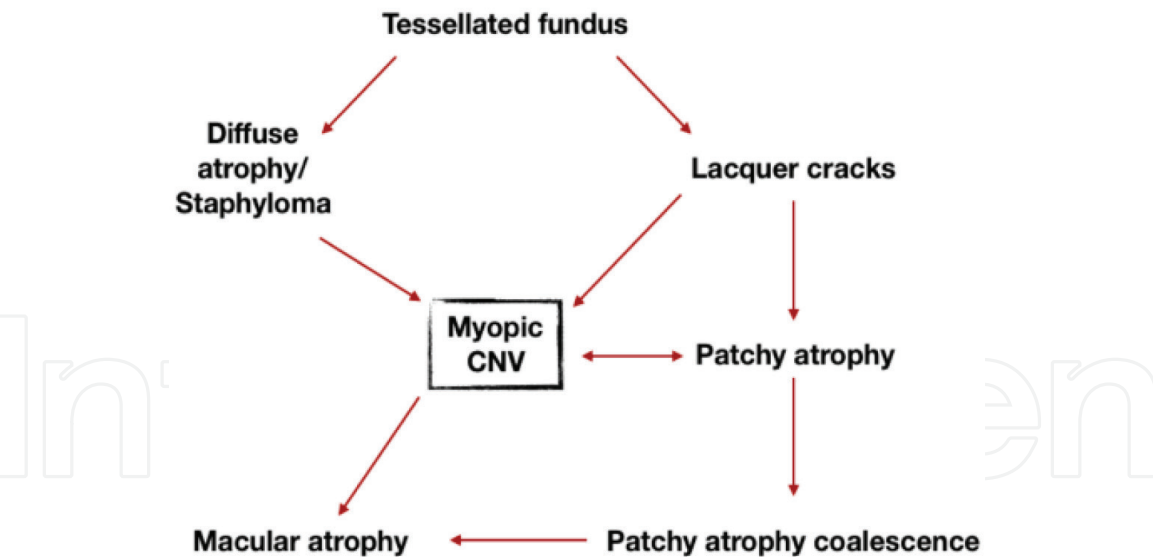 Tessellated fundus
Diffuse
atrophy/
Staphyloma
Lacquer cracks
Myopic
CNV
Patchy atrophy
Macular atrophy
Patchy atrophy coalescence